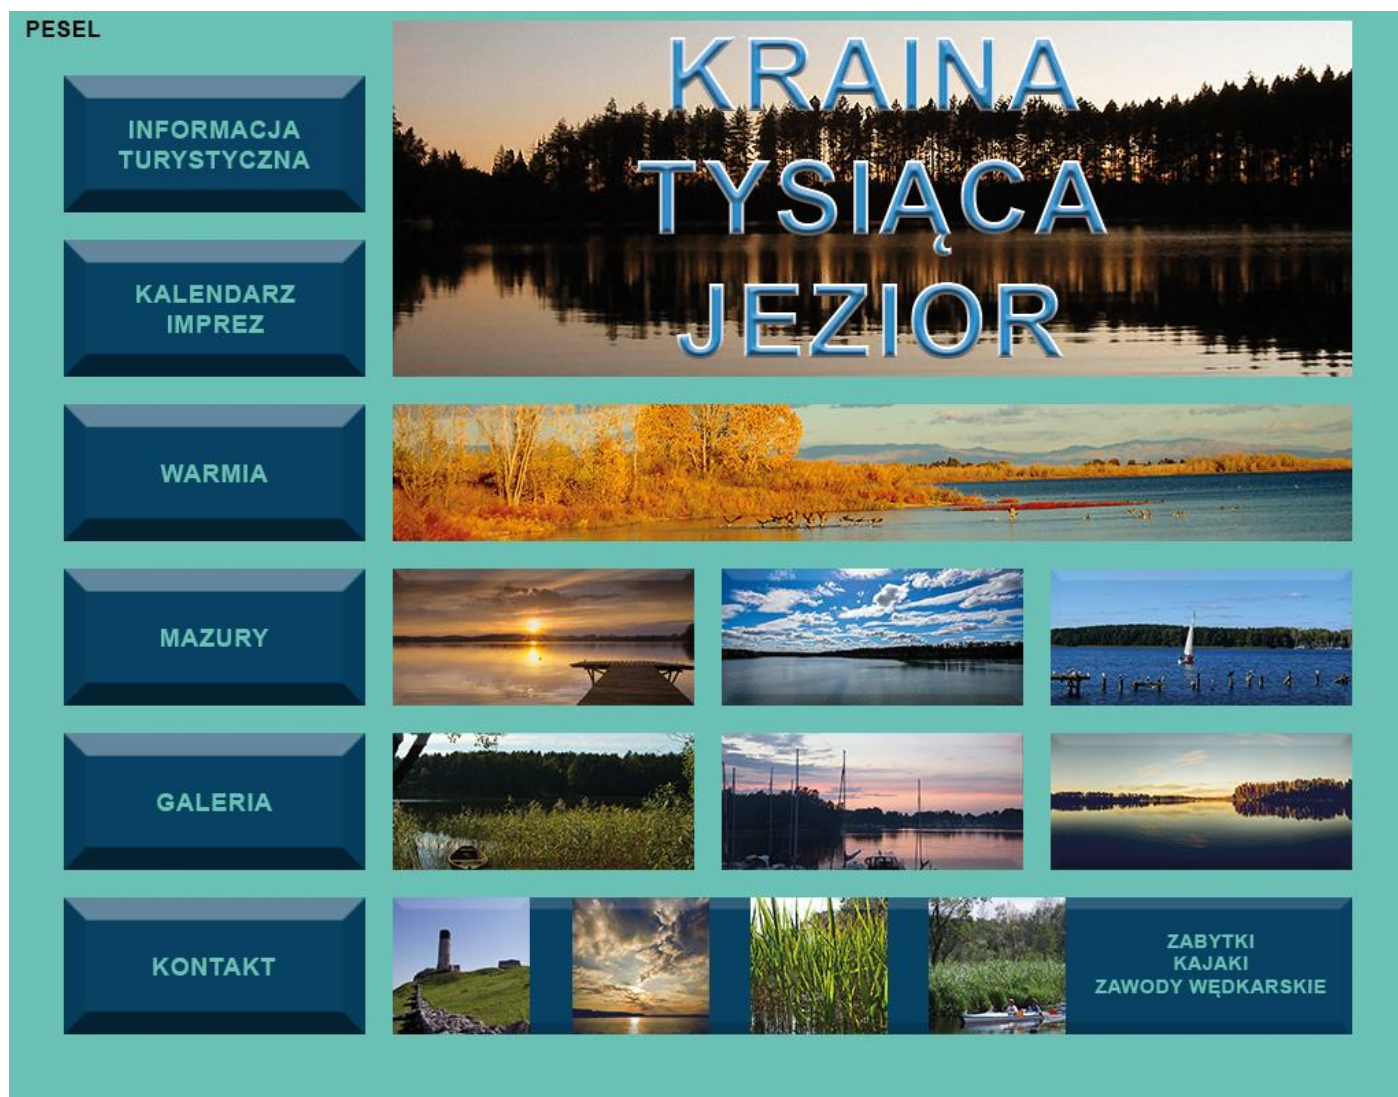 PESEL
KRAINA
TYSIĄCA
JEZIOR
INFORMACJA
TURYSTYCZNA
KALENDARZ
IMPREZ
WARMIA
MAZURY
GALERIA
KONTAKT
ZABYTKI
KAJAKI
ZAWODY WĘDKARSKIE